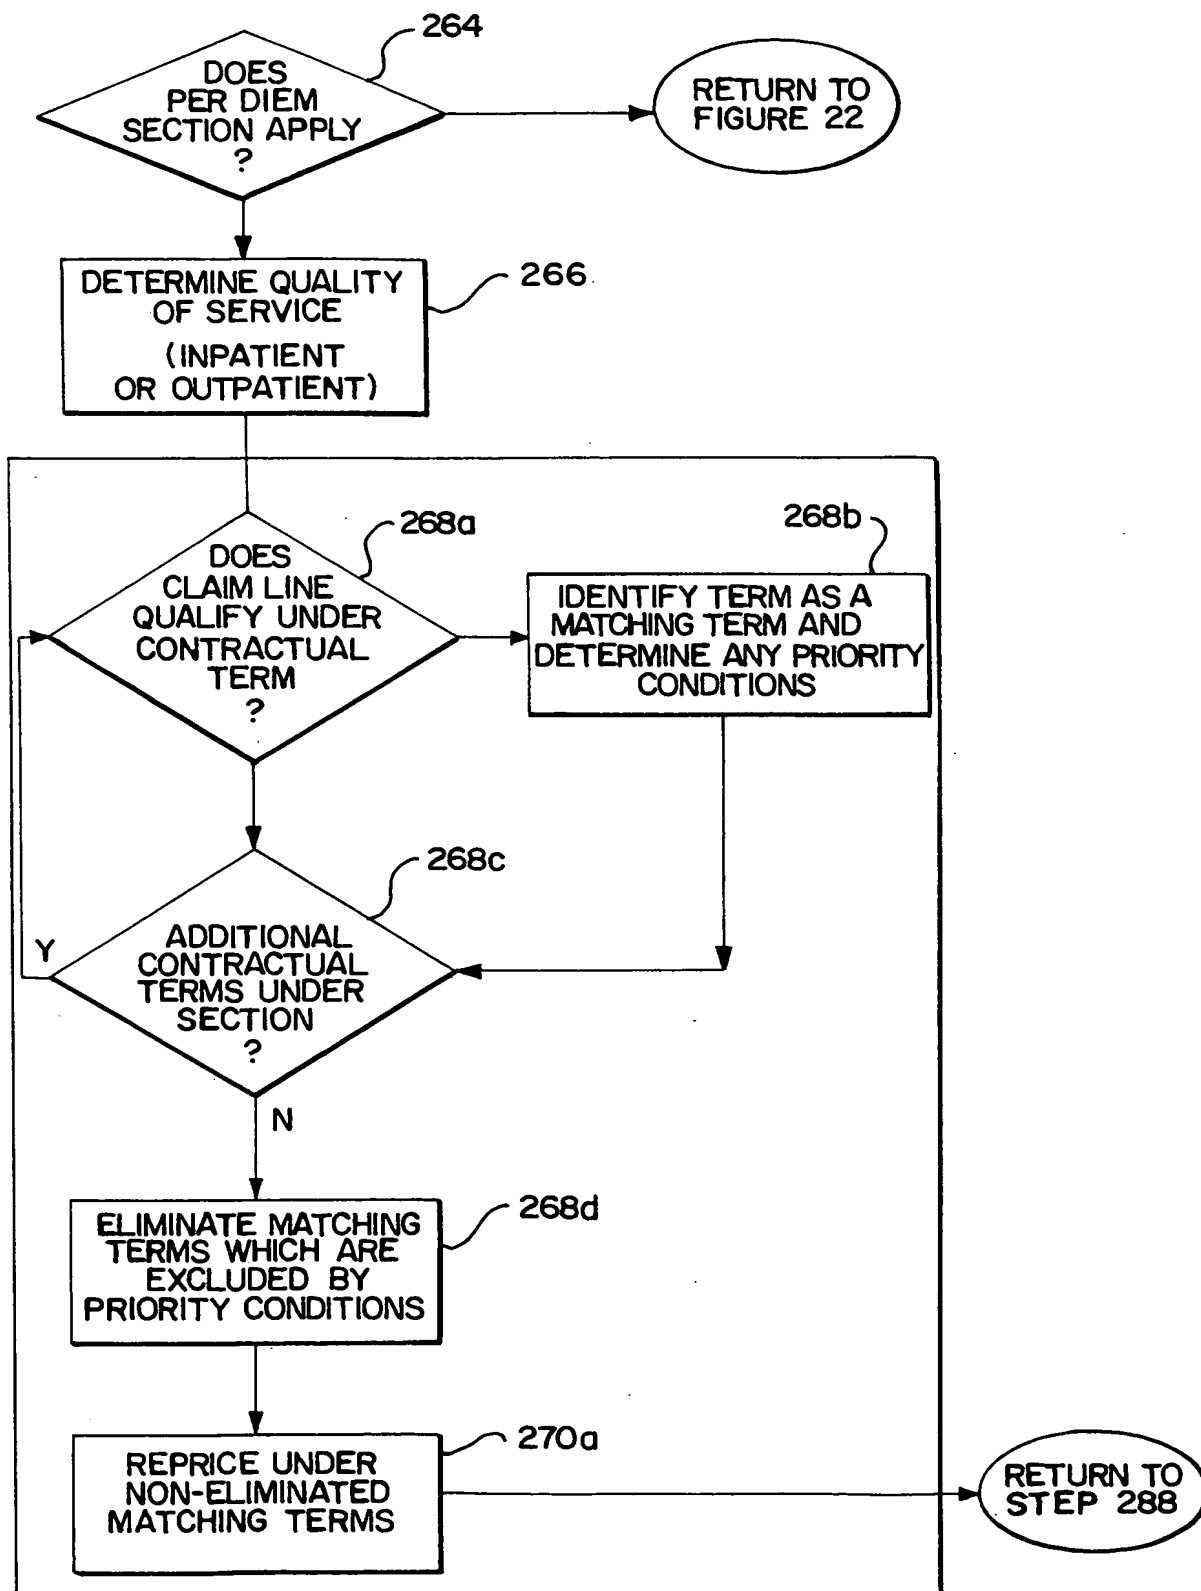 264
DOES
PER DIEM
SECTION APPLY
?
RETURN TO
FIGURE 22
266
DETERMINE QUALITY
OF SERVICE
(INPATIENT
OR OUTPATIENT)
268a
DOES
CLAIM LINE
QUALIFY UNDER
CONTRACTUAL
TERM
?
268b
IDENTIFY TERM AS A
MATCHING TERM AND
DETERMINE ANY PRIORITY
CONDITIONS
268c
Y
ADDITIONAL
CONTRACTUAL
TERMS UNDER
SECTION
?
N
268d
ELIMINATE MATCHING
TERMS WHICH ARE
EXCLUDED BY
PRIORITY CONDITIONS
270a
REPRICE UNDER
NON-ELIMINATED
MATCHING TERMS
RETURN TO
STEP 288